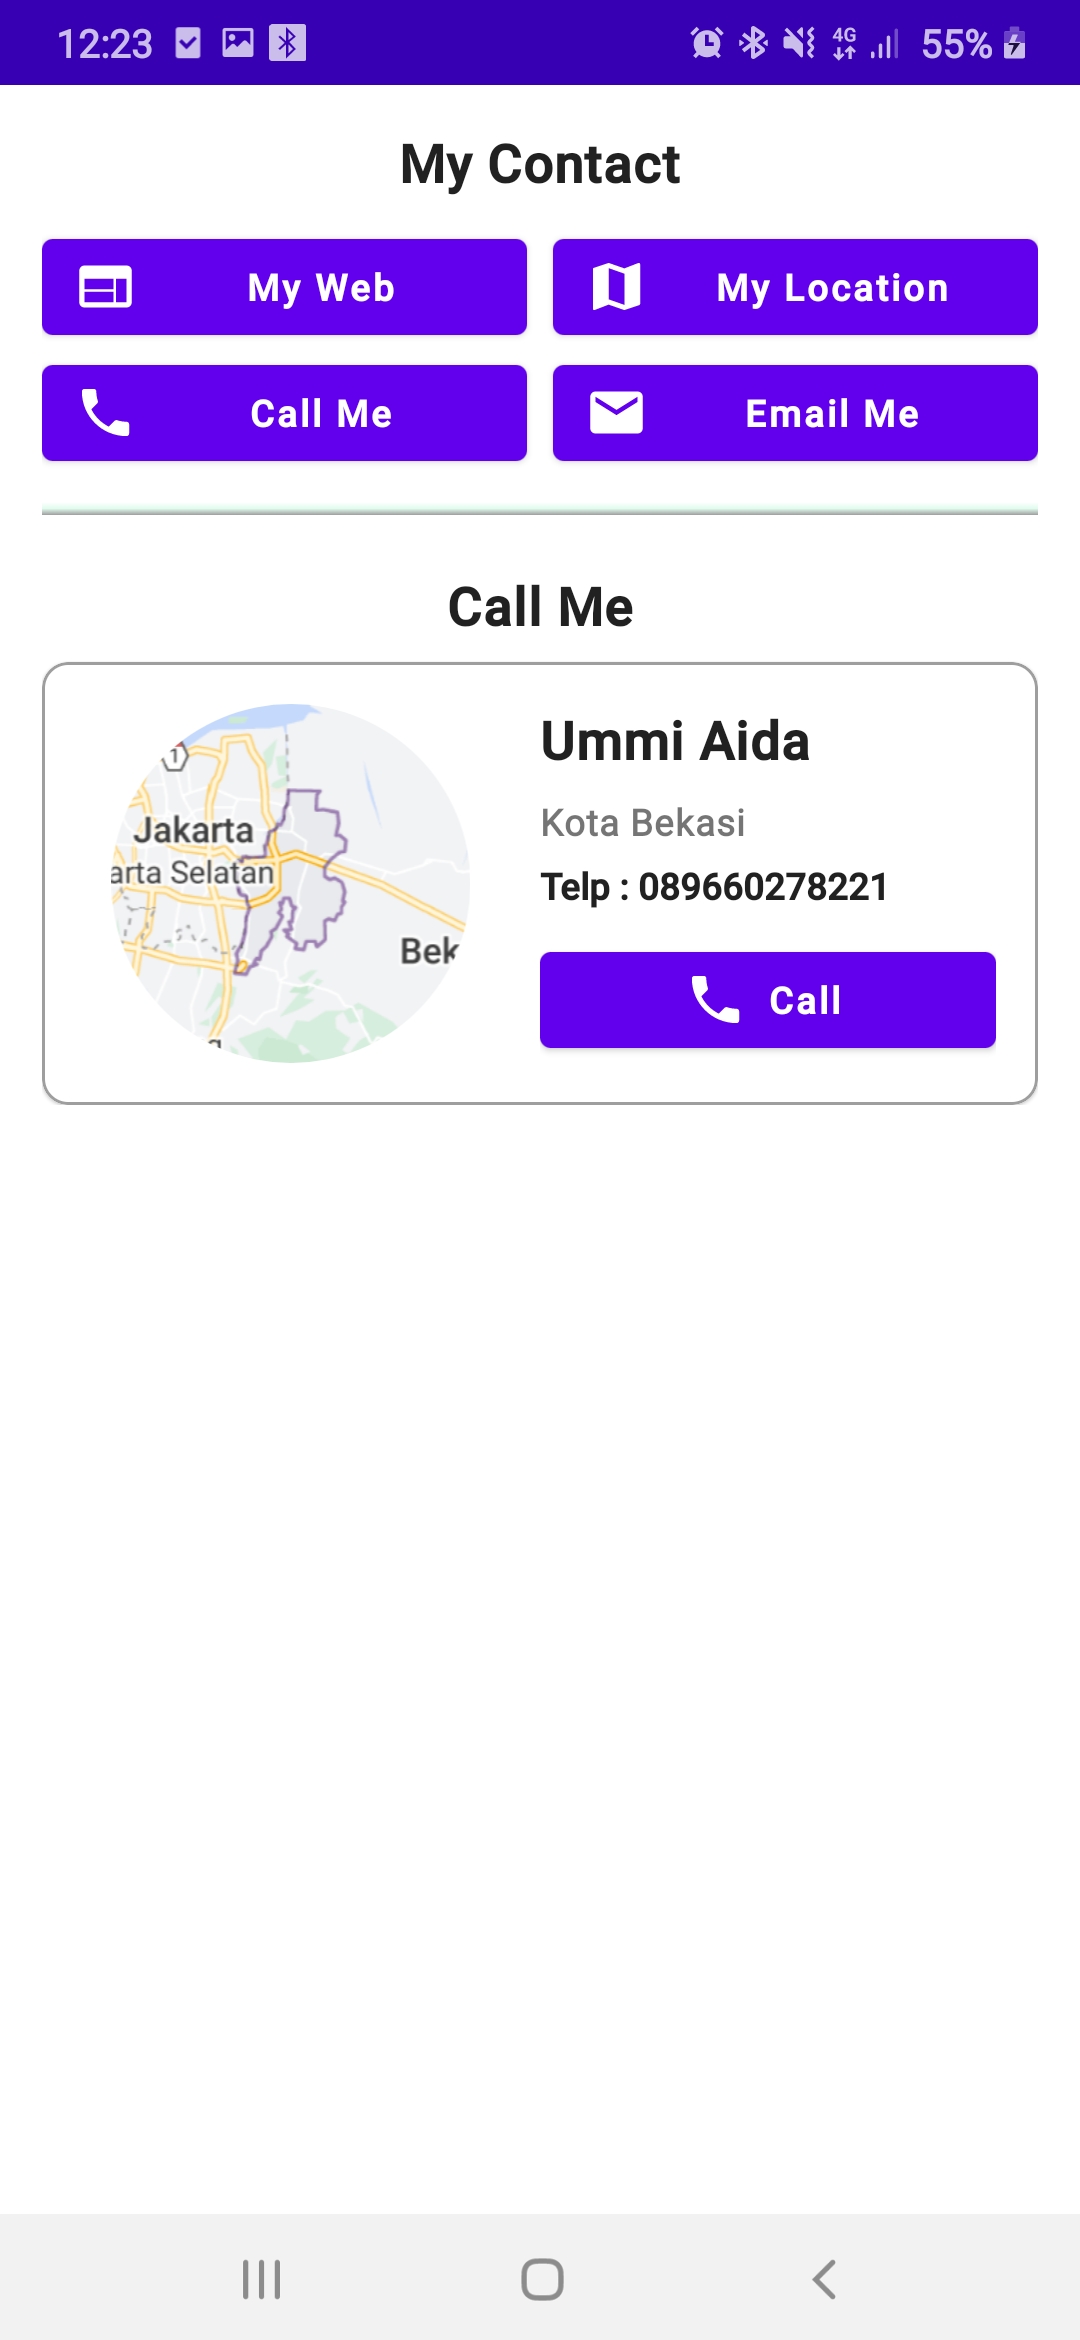 12:23 4G 55%
My Contact
My Web
My Location
Call Me
Email Me
Call Me
Ummi Aida
Kota Bekasi
Telp : 089660278221
Call
1
Jakarta
arta Selatan
Bek